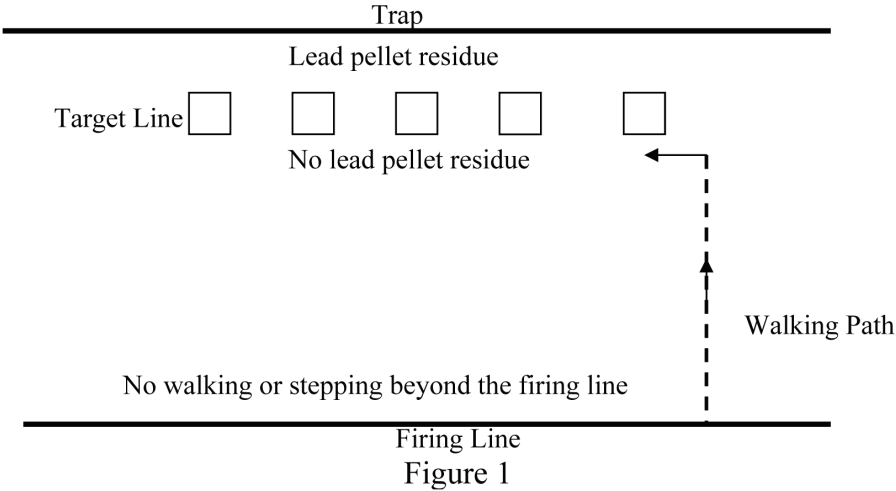 Trap
Lead pellet residue
Target Line
No lead pellet residue
Walking Path
No walking or stepping beyond the firing line
Firing Line
Figure 1